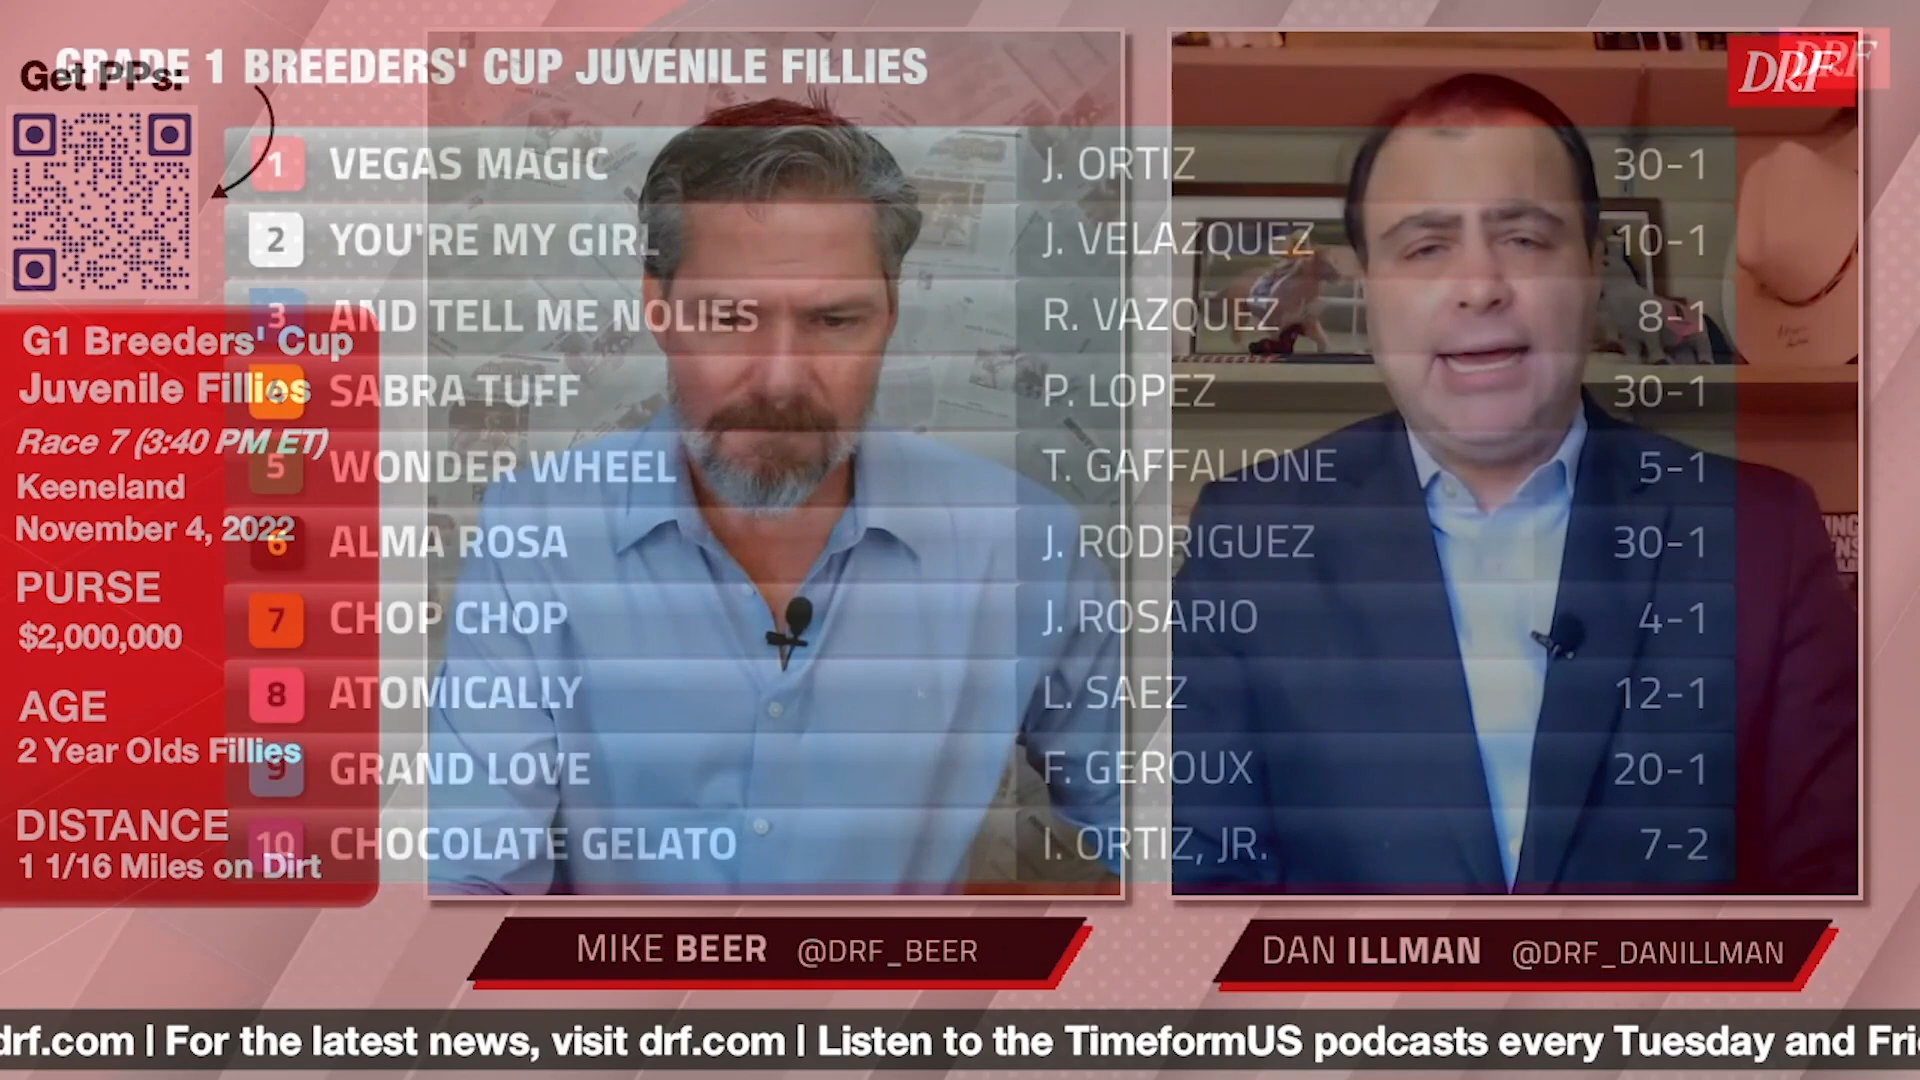 GRADE 1 BREEDERS' CUP JUVENILE FILLIES
Get PPs:
DRF
DRF
1 VEGAS MAGIC J. ORTIZ 30-1
2 YOU'RE MY GIRL J. VELAZQUEZ 10-1
3 AND TELL ME NOLIES R. VAZQUEZ 8-1
4 SABRA TUFF P. LOPEZ 30-1
5 WONDER WHEEL T. GAFFALIONE 5-1
6 ALMA ROSA J. RODRIGUEZ 30-1
7 CHOP CHOP J. ROSARIO 4-1
8 ATOMICALLY L. SAEZ 12-1
9 GRAND LOVE F. GEROUX 20-1
10 CHOCOLATE GELATO I. ORTIZ, JR. 7-2
G1 Breeders' Cup
Juvenile Fillies
Race 7 (3:40 PM ET)
Keeneland
November 4, 2022
PURSE
$2,000,000
AGE
2 Year Olds Fillies
DISTANCE
1 1/16 Miles on Dirt
MIKE BEER @DRF_BEER
DAN ILLMAN @DRF_DANILLMAN
drf.com | For the latest news, visit drf.com | Listen to the TimeformUS podcasts every Tuesday and Fri